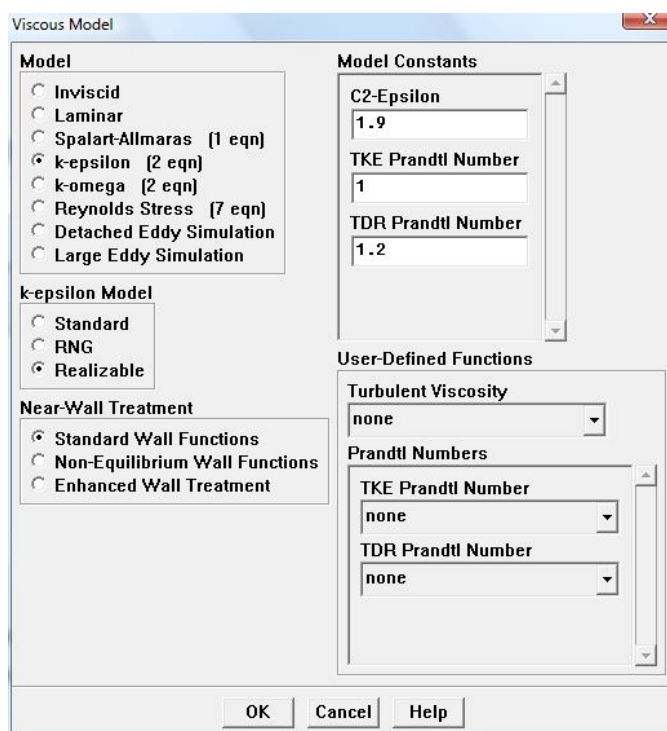 Viscous Model
Model
Inviscid
Laminar
Spalart-Allmaras (1 eqn)
k-epsilon (2 eqn)
k-omega (2 eqn)
Reynolds Stress (7 eqn)
Detached Eddy Simulation
Large Eddy Simulation
k-epsilon Model
Standard
RNG
Realizable
Near-Wall Treatment
Standard Wall Functions
Non-Equilibrium Wall Functions
Enhanced Wall Treatment
Model Constants
C2-Epsilon
1.9
TKE Prandtl Number
1
TDR Prandtl Number
1.2
User-Defined Functions
Turbulent Viscosity
none
Prandtl Numbers
TKE Prandtl Number
none
TDR Prandtl Number
none
OK Cancel Help